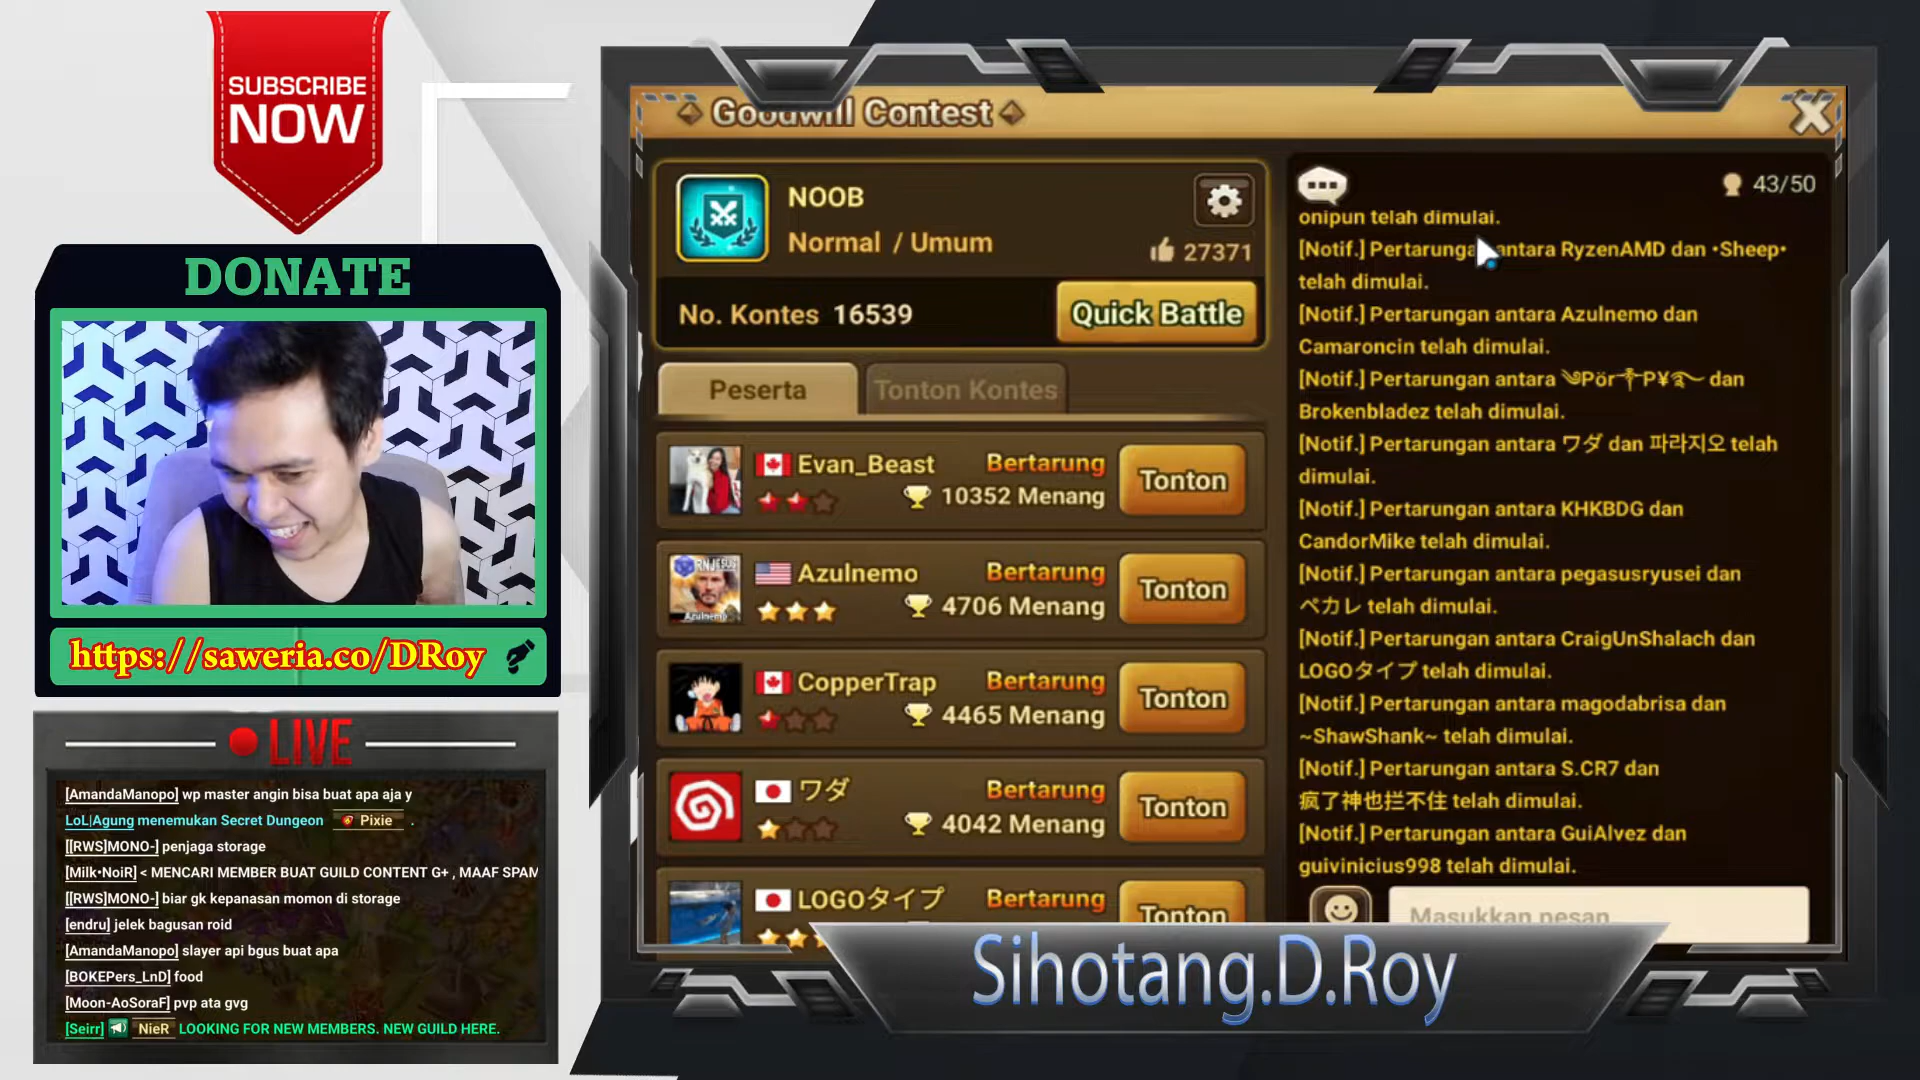 SUBSCRIBE
NOW
DONATE
https://saweria.co/DRoy
LIVE
[AmandaManopo] wp master angin bisa buat apa aja y
LoL|Agung menemukan Secret Dungeon Pixie .
[[RWS]MONO-] penjaga storage
[Milk•NoiR] < MENCARI MEMBER BUAT GUILD CONTENT G+ , MAAF SPAM
[[RWS]MONO-] biar gk kepanasan momon di storage
[endru] jelek bagusan roid
[AmandaManopo] slayer api bgus buat apa
[BOKEPers_LnD] food
[Moon-AoSoraF] pvp ata gvg
[Seirr] NieR LOOKING FOR NEW MEMBERS. NEW GUILD HERE.
Goodwill Contest
NOOB
Normal / Umum
27371
No. Kontes 16539
Quick Battle
Peserta
Tonton Kontes
Evan_Beast Bertarung
10352 Menang
Tonton
Azulnemo Bertarung
4706 Menang
Tonton
CopperTrap Bertarung
4465 Menang
Tonton
ワダ Bertarung
4042 Menang
Tonton
LOGOタイプ Bertarung
Tonton
43/50
onipun telah dimulai.
[Notif.] Pertarungan antara RyzenAMD dan •Sheep•
telah dimulai.
[Notif.] Pertarungan antara Azulnemo dan
Camaroncin telah dimulai.
[Notif.] Pertarungan antara ༄Pör༒P¥࿐ dan
Brokenbladez telah dimulai.
[Notif.] Pertarungan antara ワダ dan 파라지오 telah
dimulai.
[Notif.] Pertarungan antara KHKBDG dan
CandorMike telah dimulai.
[Notif.] Pertarungan antara pegasusryusei dan
ペカレ telah dimulai.
[Notif.] Pertarungan antara CraigUnShalach dan
LOGOタイプ telah dimulai.
[Notif.] Pertarungan antara magodabrisa dan
~ShawShank~ telah dimulai.
[Notif.] Pertarungan antara S.CR7 dan
疯了神也拦不住 telah dimulai.
[Notif.] Pertarungan antara GuiAlvez dan
guivinicius998 telah dimulai.
Masukkan pesan
Sihotang.D.Roy